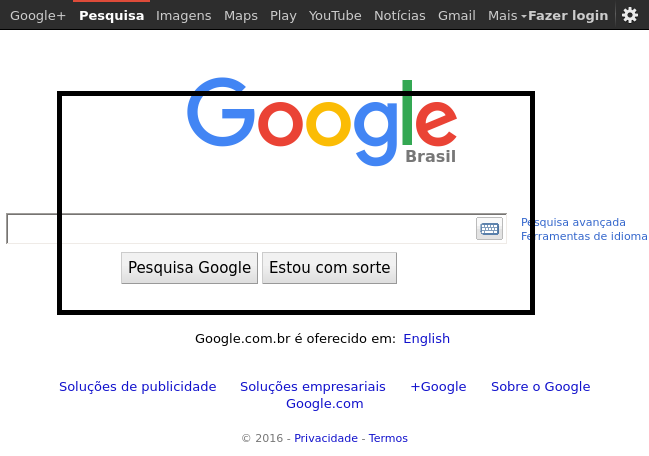 Google+ Pesquisa Imagens Maps Play YouTube Notícias Gmail Mais Fazer login
Google
Brasil
Pesquisa avançada
Ferramentas de idioma
Pesquisa Google Estou com sorte
Google.com.br é oferecido em: English
Soluções de publicidade Soluções empresariais +Google Sobre o Google
Google.com
© 2016 - Privacidade - Termos